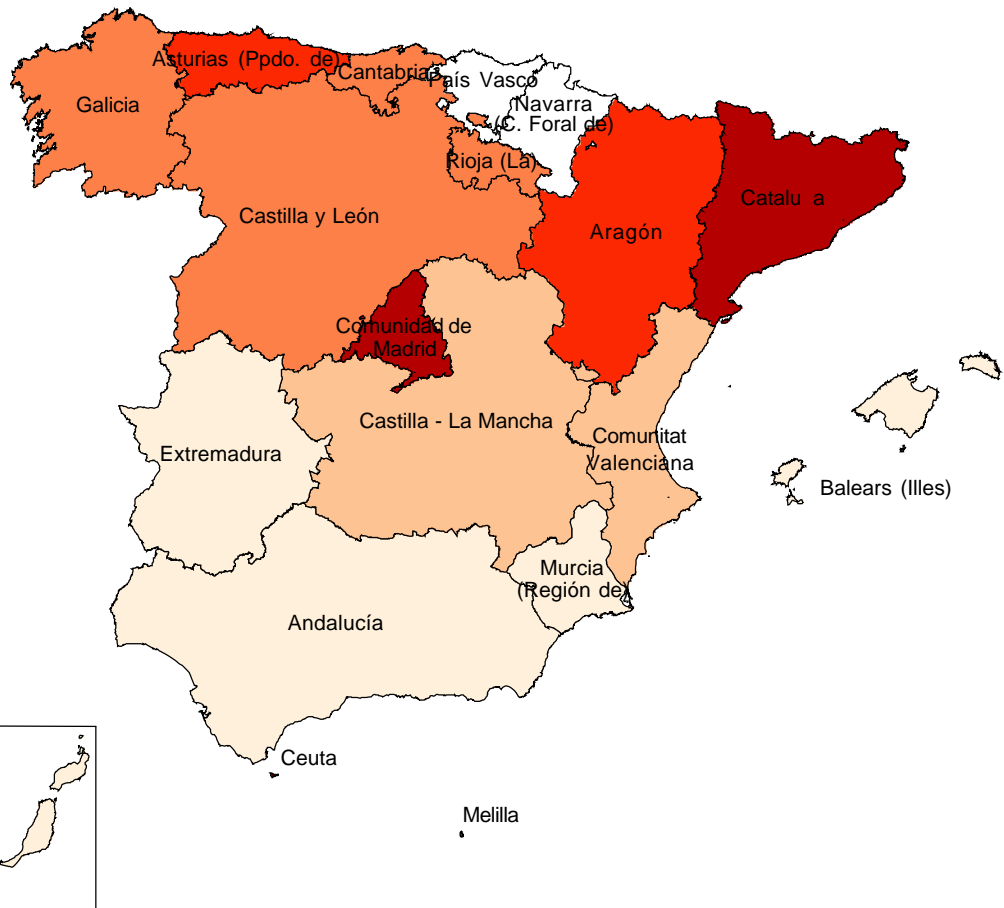 Asturias (Ppdo. de)
Cantabria
País Vasco
Galicia
Navarra
(C. Foral de)
Rioja (La)
Catalu a
Castilla y León
Aragón
Comunidad de
Madrid
Castilla - La Mancha
Comunitat
Valenciana
Extremadura
Balears (Illes)
Murcia
(Región de)
Andalucía
Ceuta
Melilla